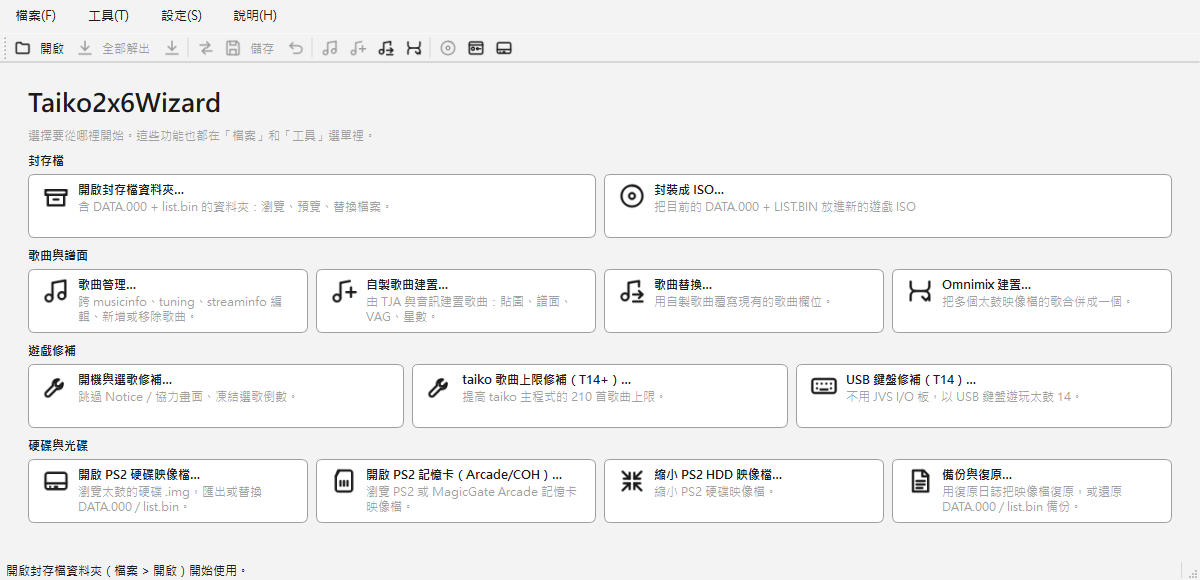 檔案(F) 工具(T) 設定(S) 說明(H)
開啟 全部解出 儲存
Taiko2x6Wizard
選擇要從哪裡開始。這些功能也都在「檔案」和「工具」選單裡。
封存檔
開啟封存檔資料夾...
含 DATA.000 + list.bin 的資料夾：瀏覽、預覽、替換檔案。
封裝成 ISO...
把目前的 DATA.000 + LIST.BIN 放進新的遊戲 ISO
歌曲與譜面
歌曲管理...
跨 musicinfo、tuning、streaminfo 編
輯、新增或移除歌曲。
自製歌曲建置...
由 TJA 與音訊建置歌曲：貼圖、譜面、
VAG、星數。
歌曲替換...
用自製歌曲覆寫現有的歌曲欄位。
Omnimix 建置...
把多個太鼓映像檔的歌合併成一個。
遊戲修補
開機與選歌修補...
跳過 Notice / 協力畫面、凍結選歌倒數。
taiko 歌曲上限修補（T14+）...
提高 taiko 主程式的 210 首歌曲上限。
USB 鍵盤修補（T14）...
不用 JVS I/O 板，以 USB 鍵盤遊玩太鼓 14。
硬碟與光碟
開啟 PS2 硬碟映像檔...
瀏覽太鼓的硬碟 .img，匯出或替換
DATA.000 / list.bin。
開啟 PS2 記憶卡（Arcade/COH）...
瀏覽 PS2 或 MagicGate Arcade 記憶卡
映像檔。
縮小 PS2 HDD 映像檔...
縮小 PS2 硬碟映像檔。
備份與復原...
用復原日誌把映像檔復原，或還原
DATA.000 / list.bin 備份。
開啟封存檔資料夾（檔案 > 開啟）開始使用。